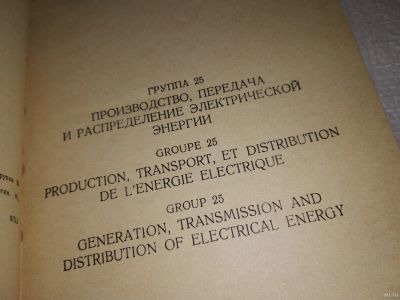 ГРУППА 25
ПРОИЗВОДСТВО, ПЕРЕДАЧА
И РАСПРЕДЕЛЕНИЕ ЭЛЕКТРИЧЕСКОЙ
ЭНЕРГИИ
GROUPE 25
PRODUCTION, TRANSPORT, ET DISTRIBUTION
DE L'ENERGIE ELECTRIQUE
GROUP 25
GENERATION, TRANSMISSION AND
DISTRIBUTION OF ELECTRICAL ENERGY